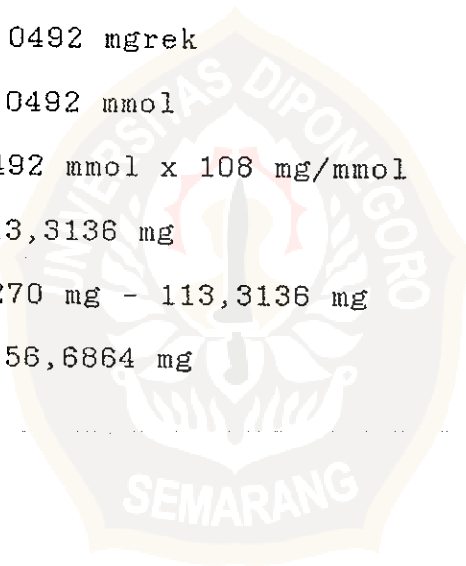 0492 mgrek
0492 mmol
492 mmol x 108 mg/mmol
3,3136 mg
270 mg - 113,3136 mg
56,6864 mg
UNIVERSITAS DIPONEGORO
SEMARANG